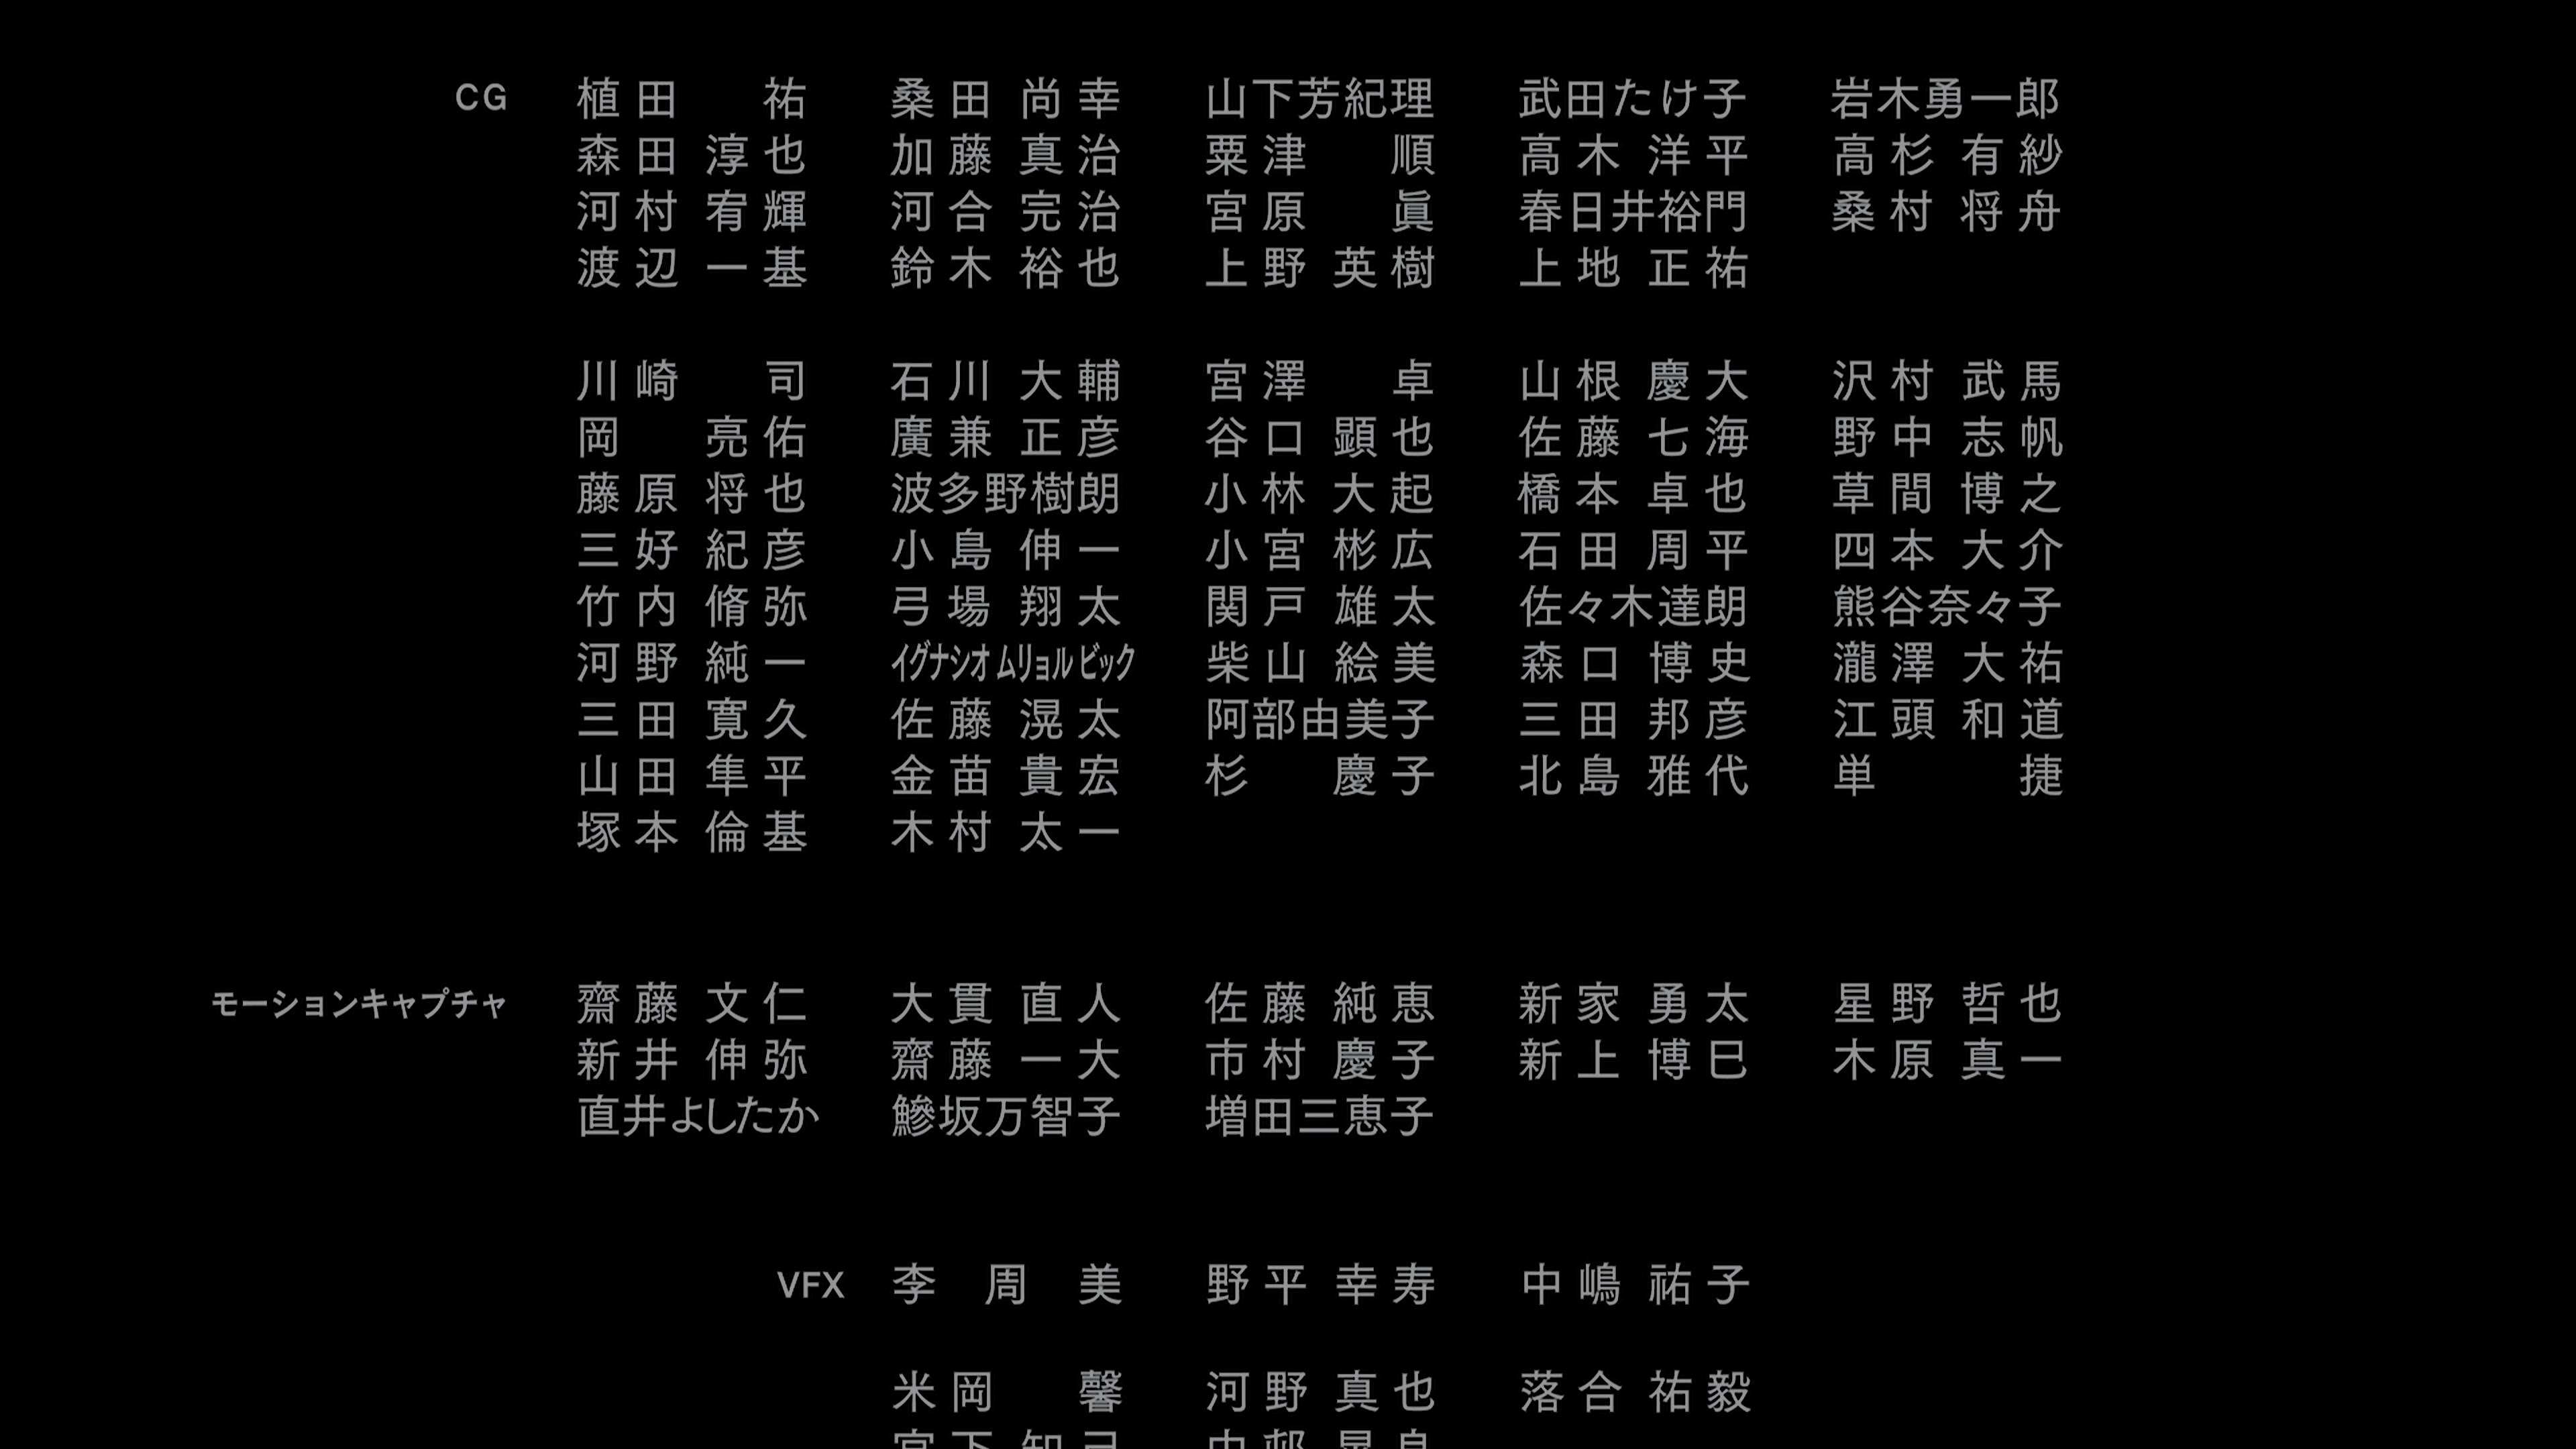 CG 植田 祐 桑田尚幸 山下芳紀理 武田たけ子 岩木勇一郎
森田淳也 加藤真治 粟津 順 高木洋平 高杉有紗
河村宥輝 河合完治 宮原 眞 春日井裕門 桑村将舟
渡辺一基 鈴木裕也 上野英樹 上地正祐
川崎 司 石川大輔 宮澤 卓 山根慶大 沢村武馬
岡 亮佑 廣兼正彦 谷口顕也 佐藤七海 野中志帆
藤原将也 波多野樹朗 小林大起 橋本卓也 草間博之
三好紀彦 小島伸一 小宮彬広 石田周平 四本大介
竹内脩弥 弓場翔太 関戸雄太 佐々木達朗 熊谷奈々子
河野純一 イグナシオ ムリョル ビック 柴山絵美 森口博史 瀧澤大祐
三田寛久 佐藤滉太 阿部由美子 三田邦彦 江頭和道
山田隼平 金苗貴宏 杉 慶子 北島雅代 単 捷
塚本倫基 木村太一
モーションキャプチャ 齋藤文仁 大貫直人 佐藤純恵 新家勇太 星野哲也
新井伸弥 齋藤一大 市村慶子 新上博巳 木原真一
直井よしたか 鰺坂万智子 増田三恵子
VFX 李 周 美 野平幸寿 中嶋祐子
米岡 馨 河野真也 落合祐毅